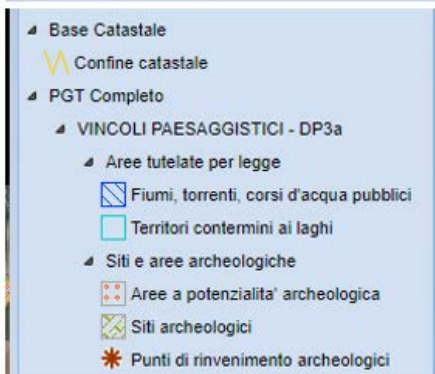 Base Catastale
Confine catastale
PGT Completo
VINCOLI PAESAGGISTICI - DP3a
Aree tutelate per legge
Fiumi, torrenti, corsi d'acqua pubblici
Territori contermini ai laghi
Siti e aree archeologiche
Aree a potenzialita' archeologica
Siti archeologici
Punti di rinvenimento archeologici